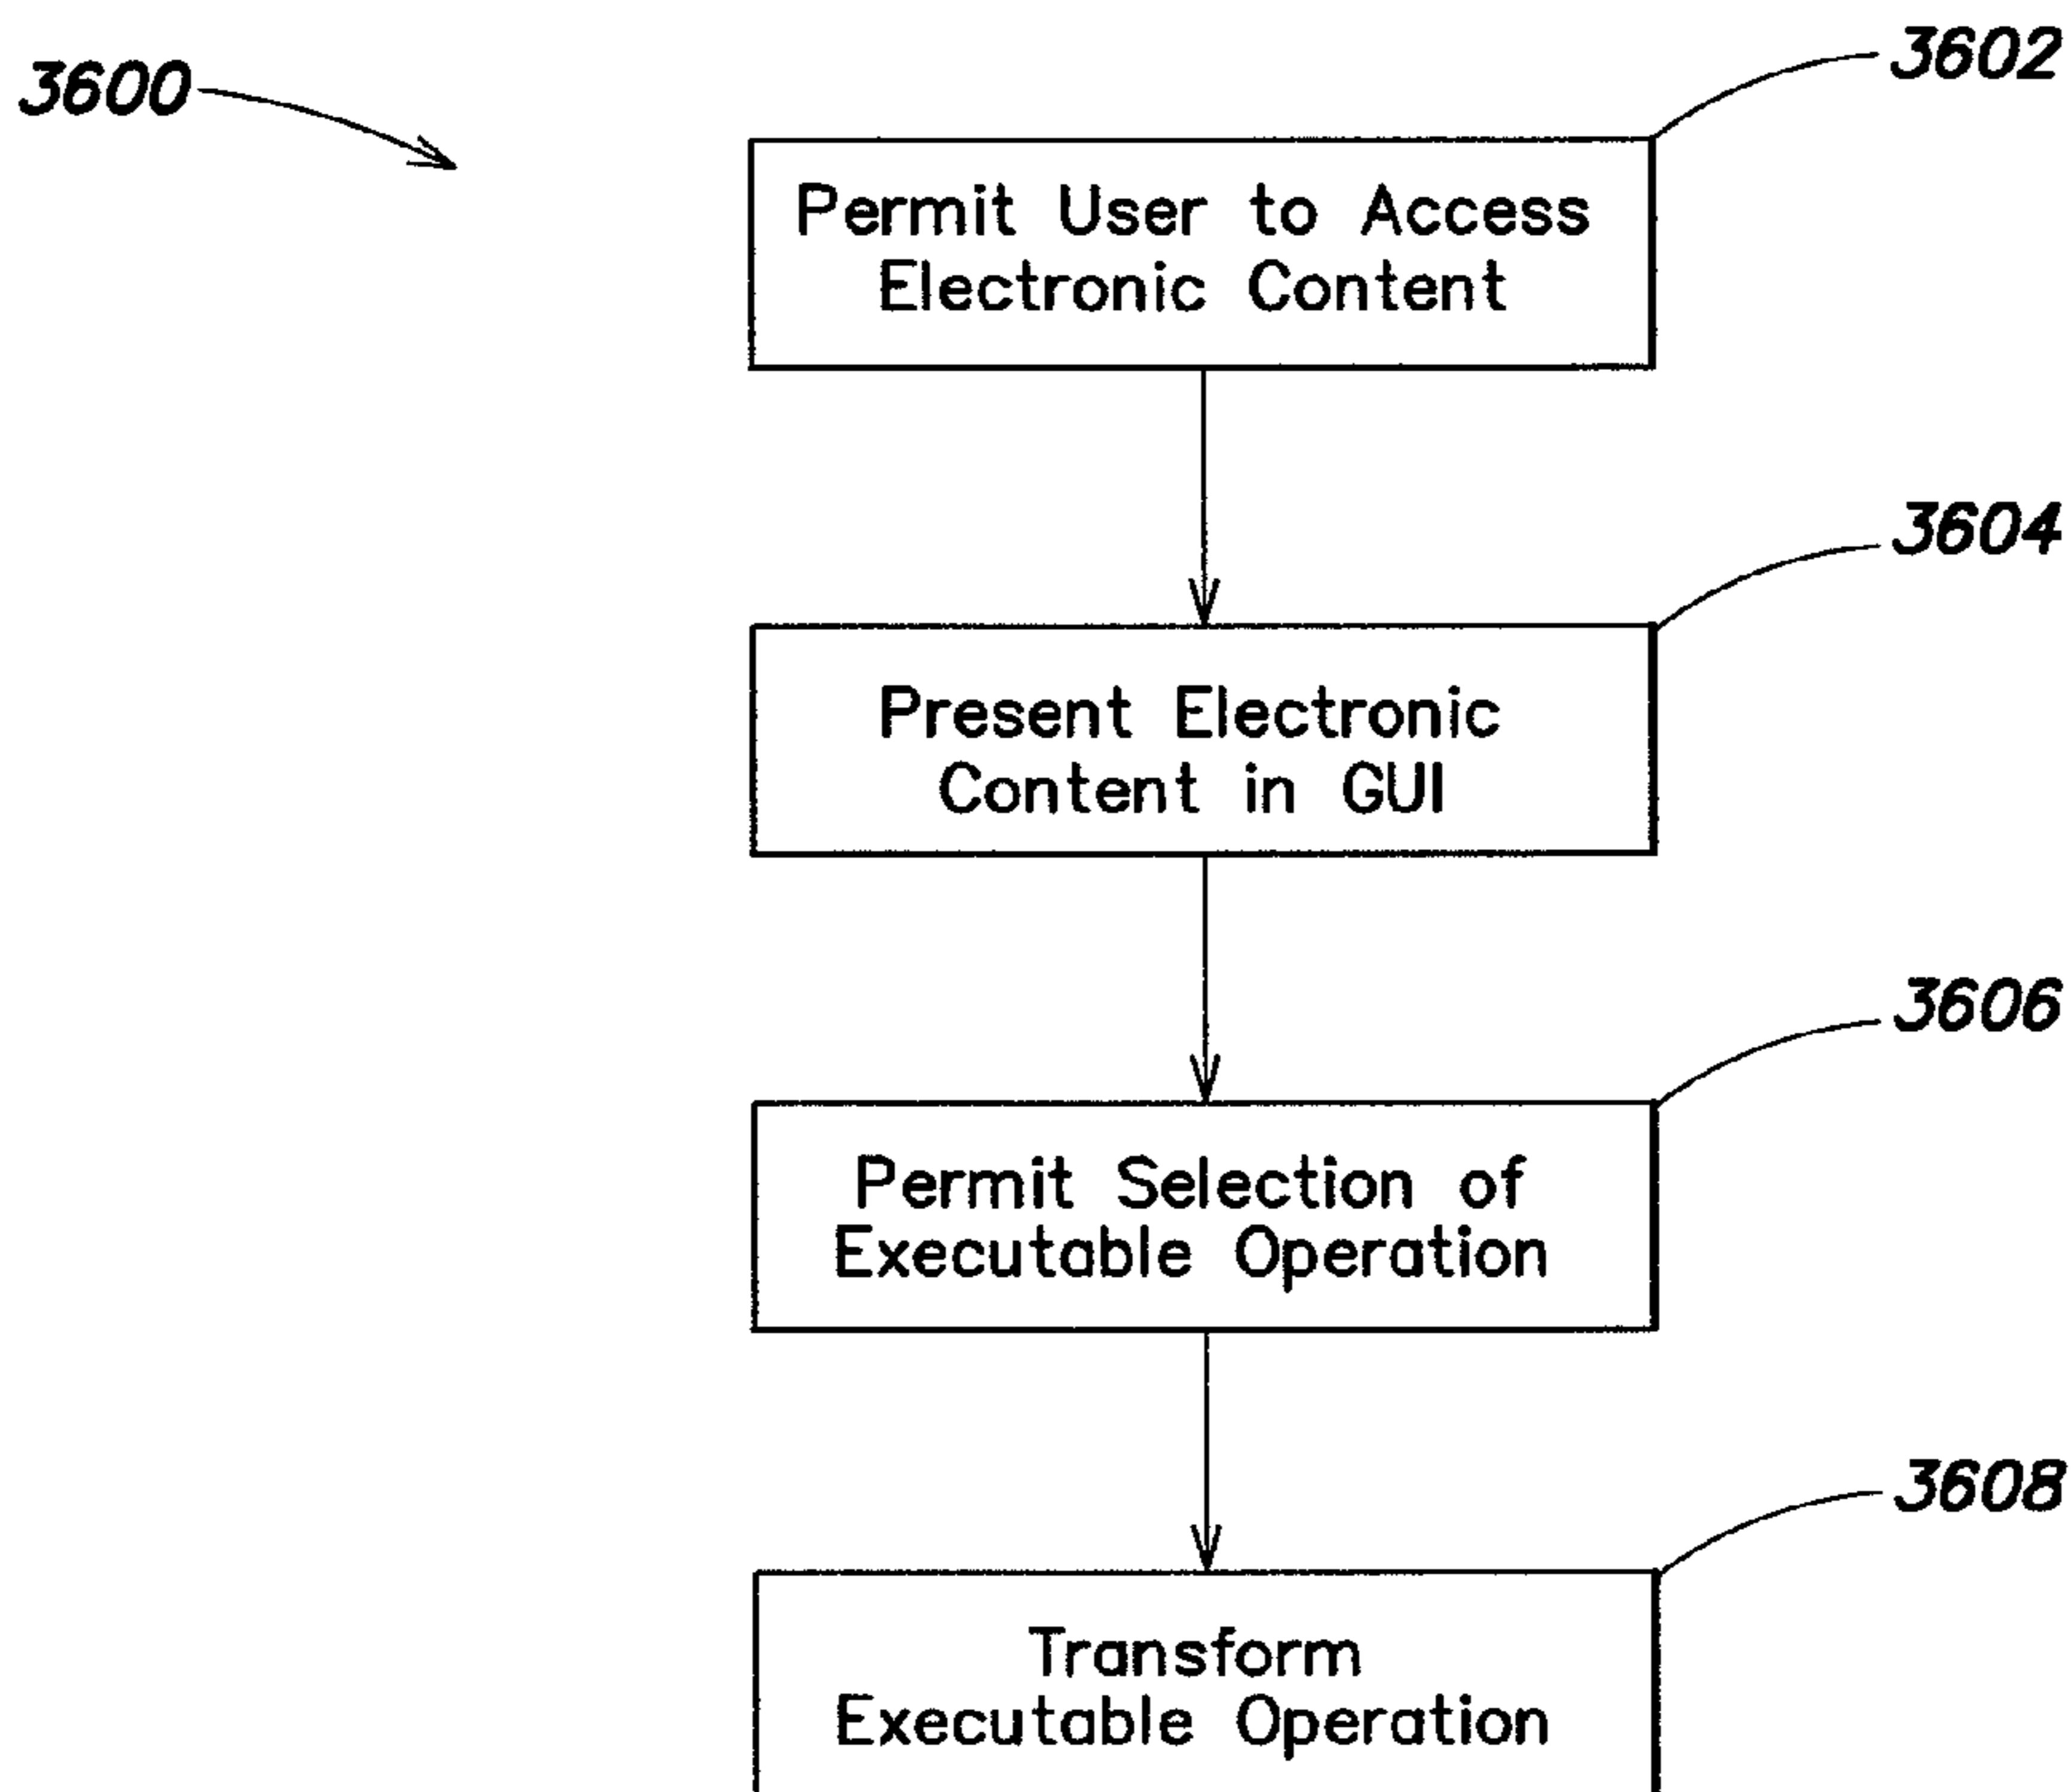 3600
3602
Permit User to Access
Electronic Content
3604
Present Electronic
Content in GUI
3606
Permit Selection of
Executable Operation
3608
Transform
Executable Operation